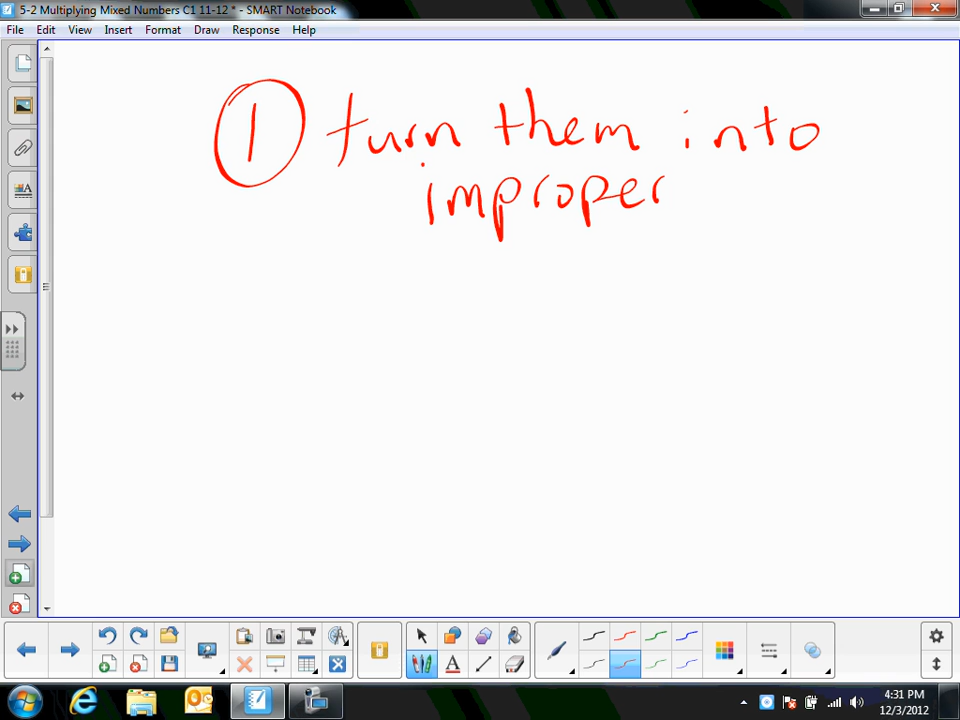 5-2 Multiplying Mixed Numbers C1 11-12 * - SMART Notebook
File Edit View Insert Format Draw Response Help
① turn them into
improper
4:31 PM
12/3/2012